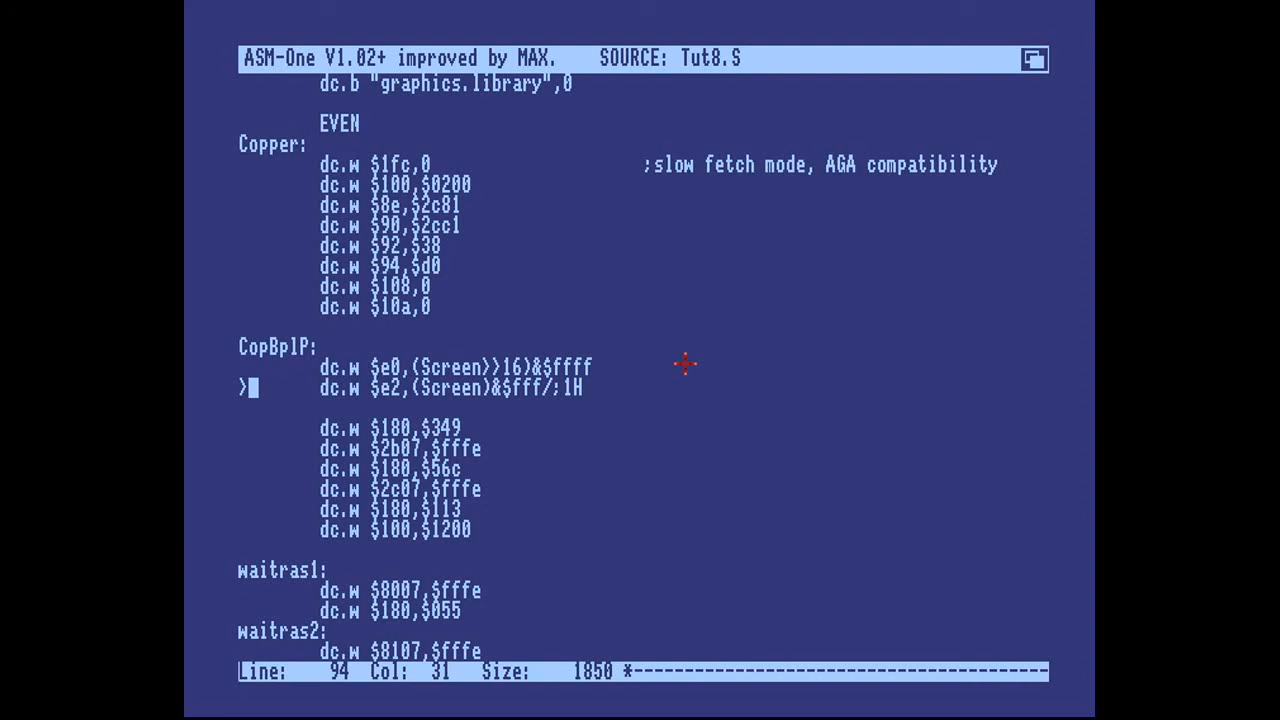 ASM-One V1.02+ improved by MAX. SOURCE: Tut8.S
dc.b "graphics.library",0
EVEN
Copper:
dc.w $1fc,0 ;slow fetch mode, AGA compatibility
dc.w $100,$0200
dc.w $8e,$2c81
dc.w $90,$2cc1
dc.w $92,$38
dc.w $94,$d0
dc.w $108,0
dc.w $10a,0
CopBplP:
dc.w $e0,(Screen>>16)&$ffff
> dc.w $e2,(Screen)&$fff/;1H
dc.w $180,$349
dc.w $2b07,$fffe
dc.w $180,$56c
dc.w $2c07,$fffe
dc.w $180,$113
dc.w $100,$1200
waitras1:
dc.w $8007,$fffe
dc.w $180,$055
waitras2:
dc.w $8107,$fffe
Line: 94 Col: 31 Size: 1850 *-----------------------------------------